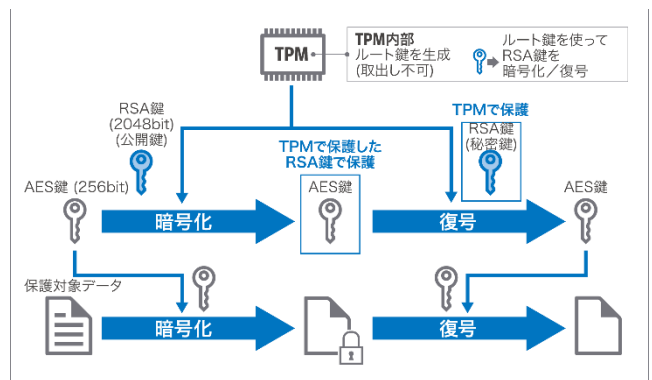 TPM
TPM内部
ルート鍵を生成
(取出し不可)
ルート鍵を使って
RSA鍵を
暗号化／復号
RSA鍵
(2048bit)
(公開鍵)
TPMで保護した
RSA鍵で保護
TPMで保護
RSA鍵
(秘密鍵)
AES鍵 (256bit)
暗号化
AES鍵
復号
AES鍵
保護対象データ
暗号化
復号